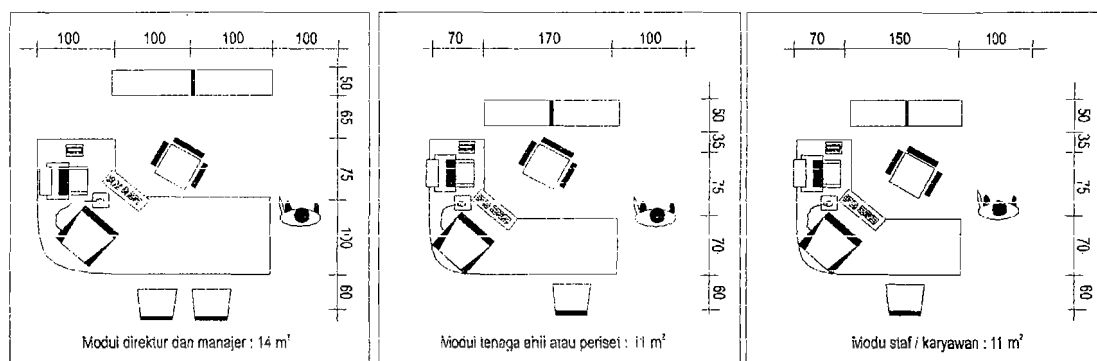 100 100 100 100
50
65
75
100
60
Modul direktur dan manajer : 14 m²
70 170 100
50
35
75
70
60
Modul tenaga ahli atau periset : 11 m²
70 150 100
50
35
75
70
60
Modu staf / karyawan : 11 m²